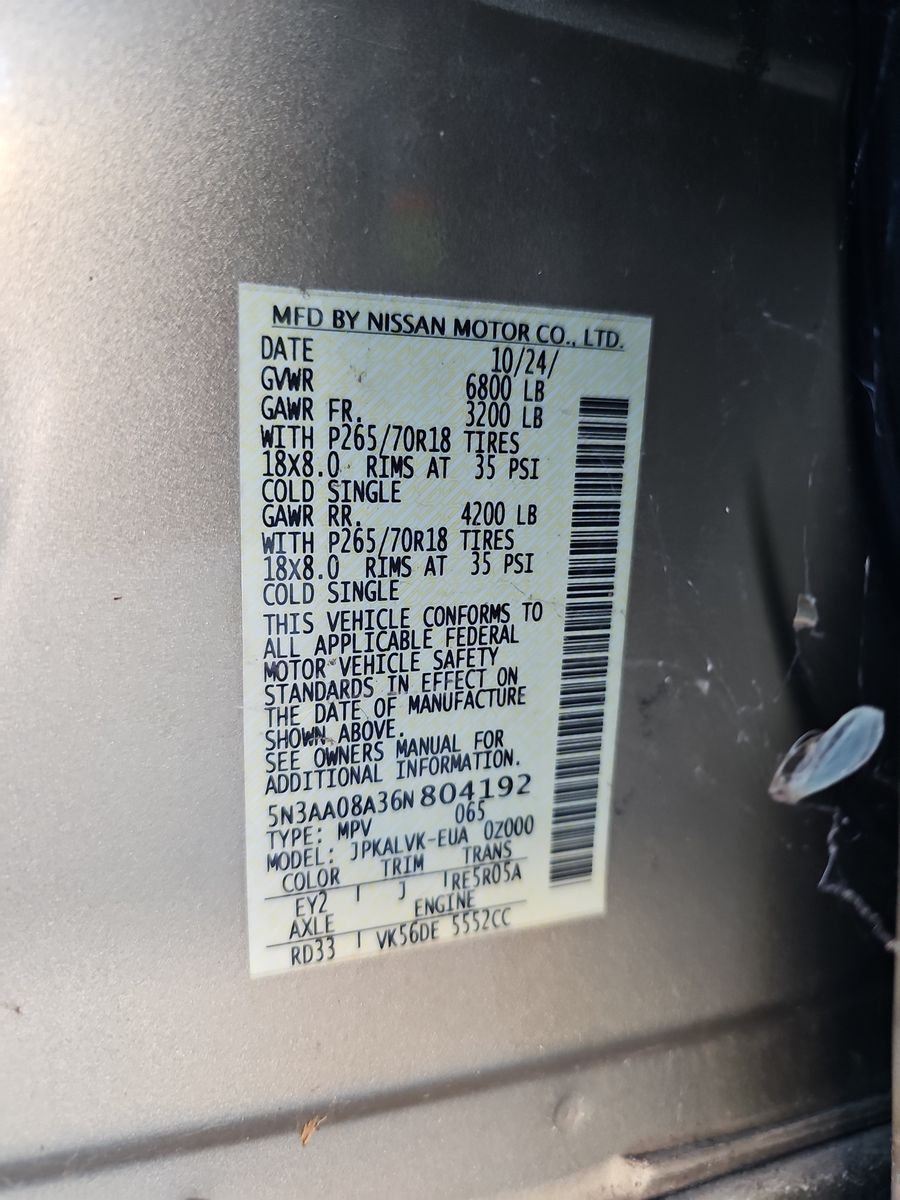 MFD BY NISSAN MOTOR CO., LTD.
DATE 10/24/
GVWR 6800 LB
GAWR FR. 3200 LB
WITH P265/70R18 TIRES
18X8.0 RIMS AT 35 PSI
COLD SINGLE
GAWR RR. 4200 LB
WITH P265/70R18 TIRES
18X8.0 RIMS AT 35 PSI
COLD SINGLE
THIS VEHICLE CONFORMS TO
ALL APPLICABLE FEDERAL
MOTOR VEHICLE SAFETY
STANDARDS IN EFFECT ON
THE DATE OF MANUFACTURE
SHOWN ABOVE.
SEE OWNERS MANUAL FOR
ADDITIONAL INFORMATION.
5N3AA08A36N804192
TYPE: MPV 065
MODEL: JPKALVK-EUA 0Z000
COLOR TRIM TRANS
EY2 J RE5R05A
AXLE ENGINE
RD33 VK56DE 5552CC